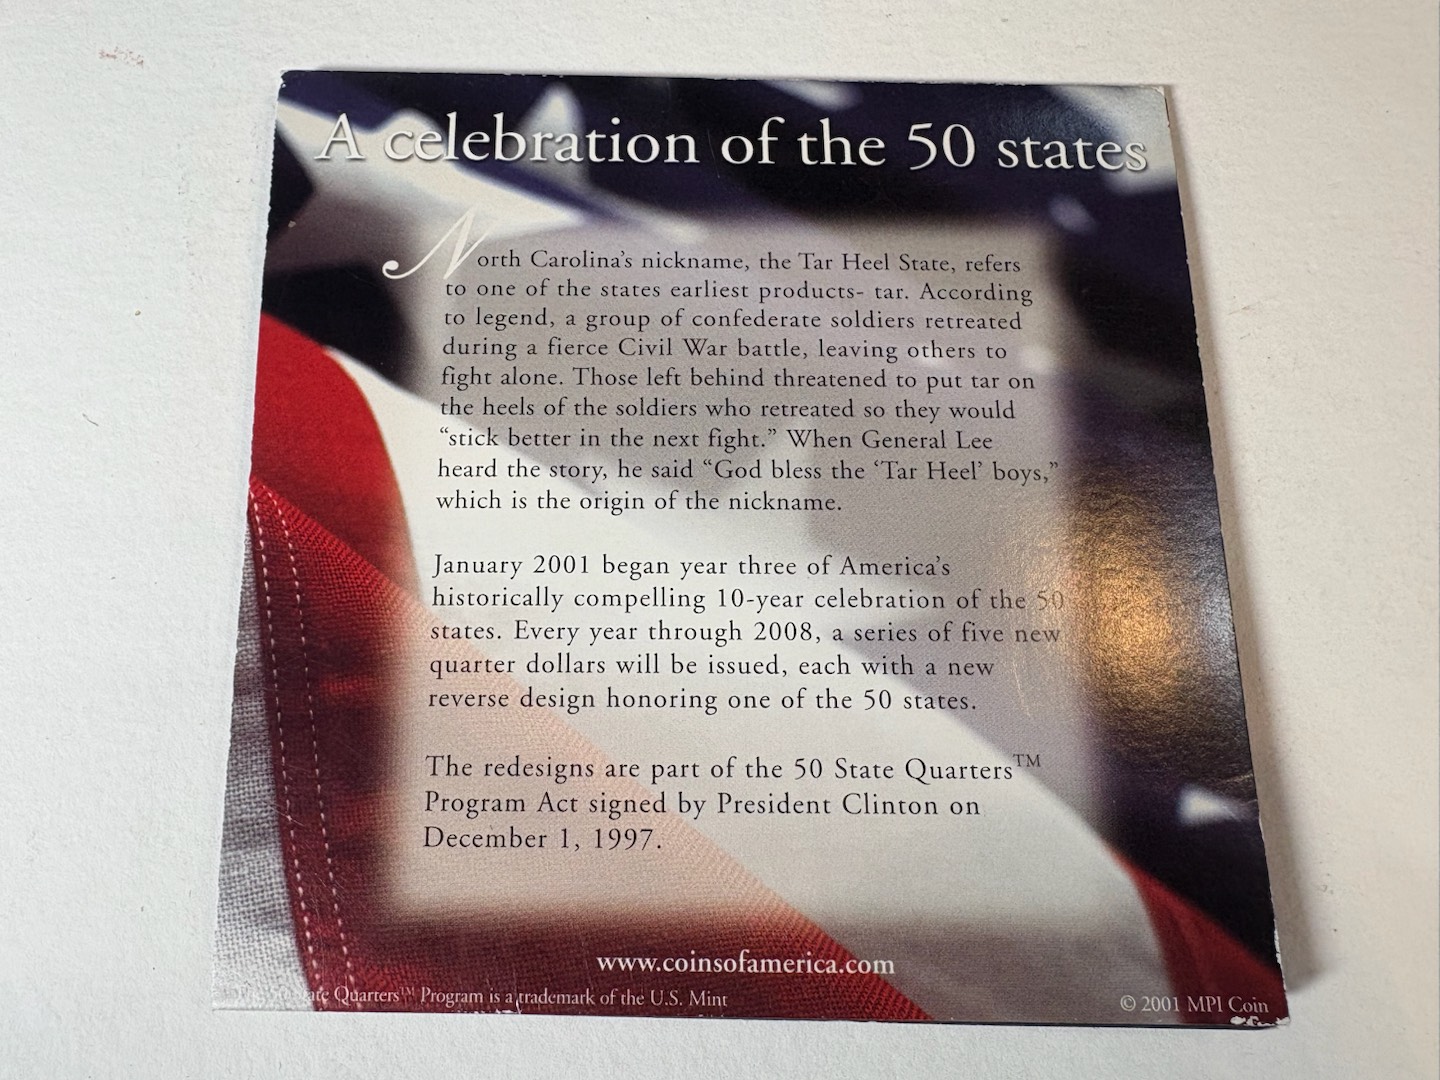 A celebration of the 50 states
North Carolina's nickname, the Tar Heel State, refers
to one of the states earliest products- tar. According
to legend, a group of confederate soldiers retreated
during a fierce Civil War battle, leaving others to
fight alone. Those left behind threatened to put tar on
the heels of the soldiers who retreated so they would
“stick better in the next fight.” When General Lee
heard the story, he said “God bless the ‘Tar Heel’ boys,”
which is the origin of the nickname.
January 2001 began year three of America's
historically compelling 10-year celebration of the 50
states. Every year through 2008, a series of five new
quarter dollars will be issued, each with a new
reverse design honoring one of the 50 states.
The redesigns are part of the 50 State Quarters™
Program Act signed by President Clinton on
December 1, 1997.
www.coinsofamerica.com
Quarters™ Program is a trademark of the U.S. Mint
© 2001 MPI Coin